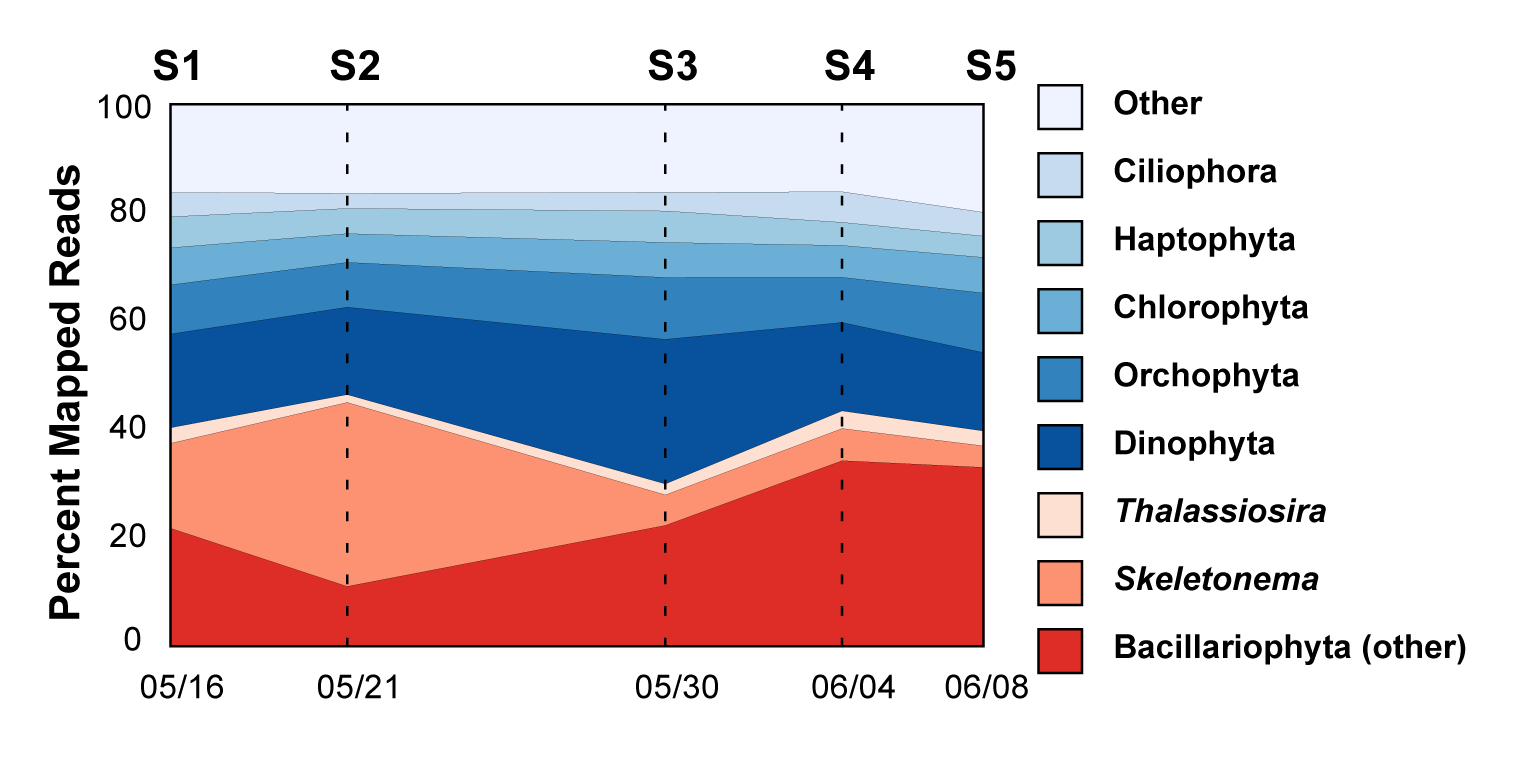 S1 S2 S3 S4 S5
100
80
60
40
20
0
Percent Mapped Reads
05/16 05/21 05/30 06/04 06/08
Other
Ciliophora
Haptophyta
Chlorophyta
Orchophyta
Dinophyta
Thalassiosira
Skeletonema
Bacillariophyta (other)